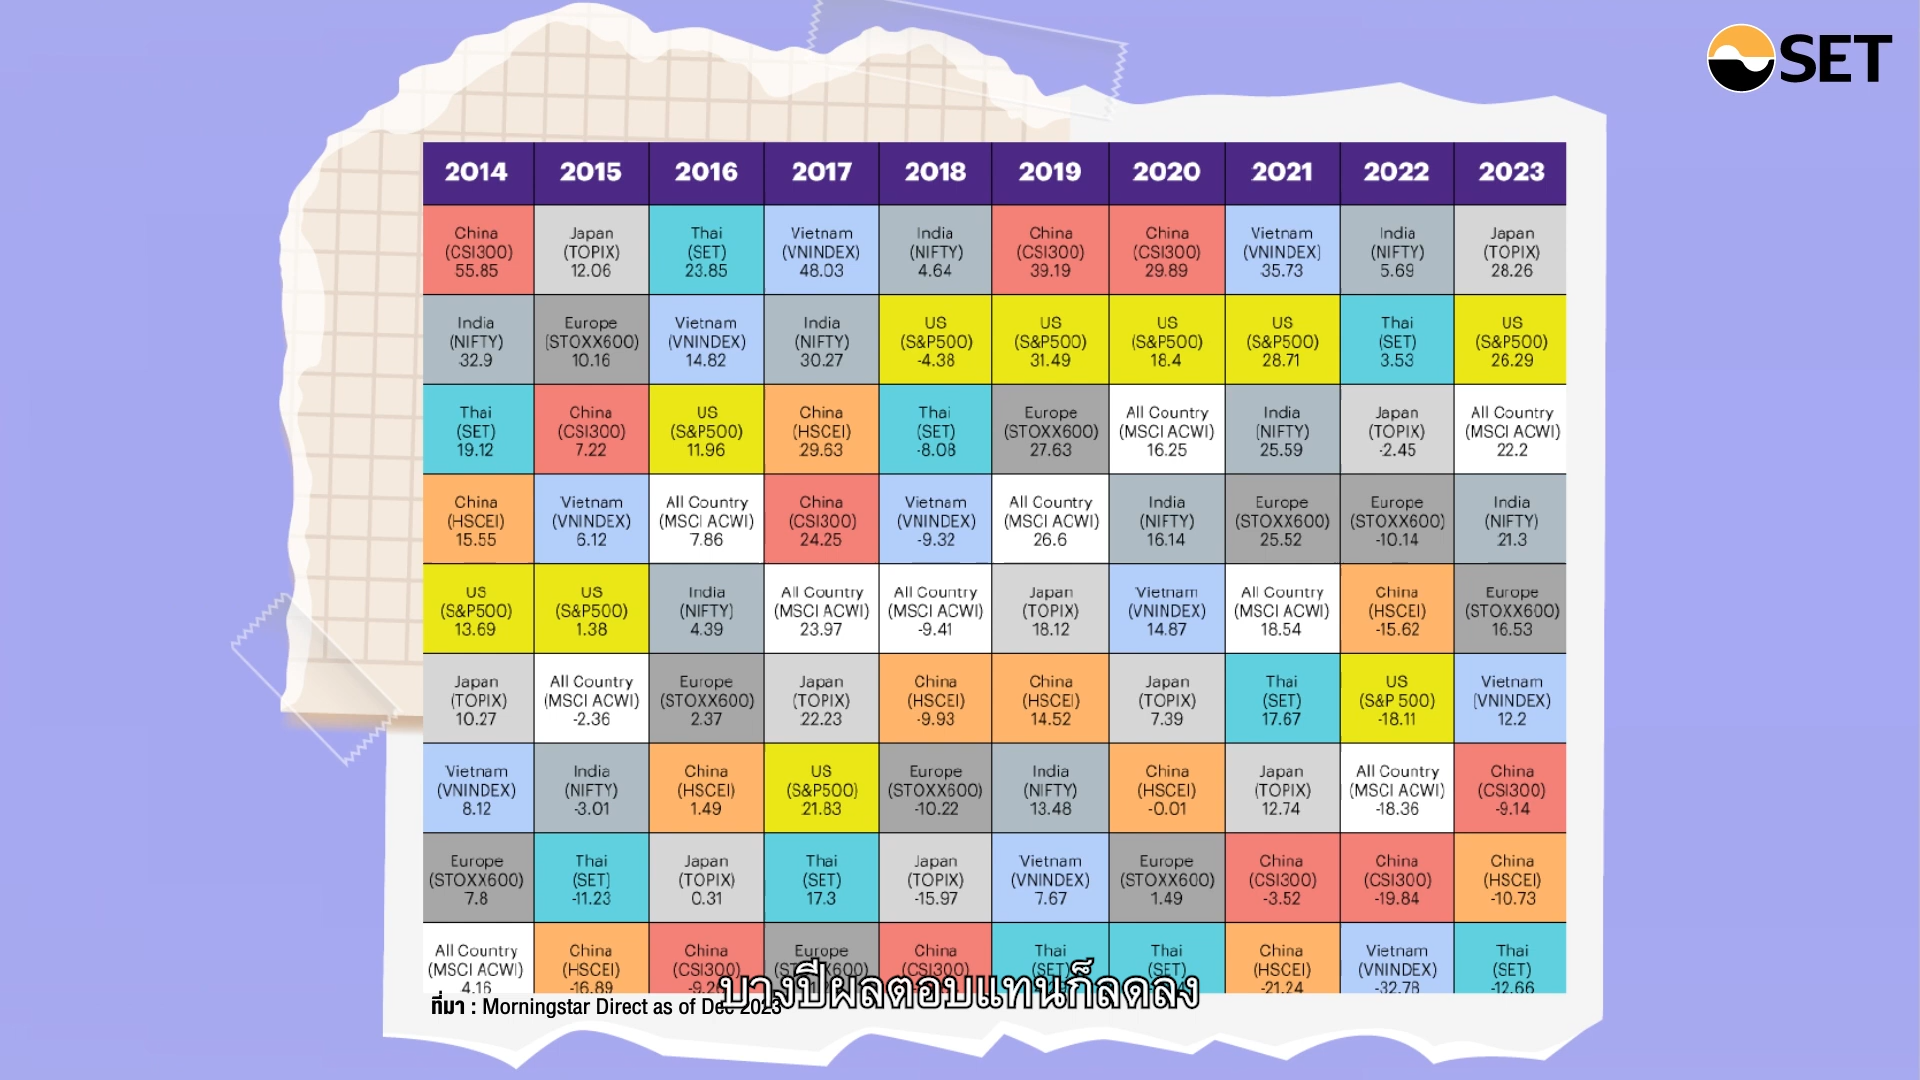 SET
2014 2015 2016 2017 2018 2019 2020 2021 2022 2023
China Japan Thai Vietnam India China China Vietnam India Japan
(CSI300) (TOPIX) (SET) (VNINDEX) (NIFTY) (CSI300) (CSI300) (VNINDEX) (NIFTY) (TOPIX)
55.85 12.06 23.85 48.03 4.64 39.19 29.89 35.73 5.69 28.26
India Europe Vietnam India US US US US Thai US
(NIFTY) (STOXX600) (VNINDEX) (NIFTY) (S&P500) (S&P500) (S&P500) (S&P500) (SET) (S&P500)
32.9 10.16 14.82 30.27 -4.38 31.49 18.4 28.71 3.53 26.29
Thai China US China Thai Europe All Country India Japan All Country
(SET) (CSI300) (S&P500) (HSCEI) (SET) (STOXX600) (MSCI ACWI) (NIFTY) (TOPIX) (MSCI ACWI)
19.12 7.22 11.96 29.63 -8.08 27.63 16.25 25.59 -2.45 22.2
China Vietnam All Country China Vietnam All Country India Europe Europe India
(HSCEI) (VNINDEX) (MSCI ACWI) (CSI300) (VNINDEX) (MSCI ACWI) (NIFTY) (STOXX600) (STOXX600) (NIFTY)
15.55 6.12 7.86 24.25 -9.32 26.6 16.14 25.52 -10.14 21.3
US US India All Country All Country Japan Vietnam All Country China Europe
(S&P500) (S&P500) (NIFTY) (MSCI ACWI) (MSCI ACWI) (TOPIX) (VNINDEX) (MSCI ACWI) (HSCEI) (STOXX600)
13.69 1.38 4.39 23.97 -9.41 18.12 14.87 18.54 -15.62 16.53
Japan All Country Europe Japan China China Japan Thai US Vietnam
(TOPIX) (MSCI ACWI) (STOXX600) (TOPIX) (HSCEI) (HSCEI) (TOPIX) (SET) (S&P 500) (VNINDEX)
10.27 -2.36 2.37 22.23 -9.93 14.52 7.39 17.67 -18.11 12.2
Vietnam India China US Europe India China Japan All Country China
(VNINDEX) (NIFTY) (HSCEI) (S&P500) (STOXX600) (NIFTY) (HSCEI) (TOPIX) (MSCI ACWI) (CSI300)
8.12 -3.01 1.49 21.83 -10.22 13.48 -0.01 12.74 -18.36 -9.14
Europe Thai Japan Thai Japan Vietnam Europe China China China
(STOXX600) (SET) (TOPIX) (SET) (TOPIX) (VNINDEX) (STOXX600) (CSI300) (CSI300) (HSCEI)
7.8 -11.23 0.31 17.3 -15.97 7.67 1.49 -3.52 -19.84 -10.73
All Country China China Europe China Thai Thai China Vietnam Thai
(MSCI ACWI) (HSCEI) (CSI300) (CSI300) (SET) (SET) (HSCEI) (VNINDEX) (SET)
4.16 -16.89 -21.24 -32.78 -12.66
บางปีผลตอบแทนก็ลดลง
ที่มา : Morningstar Direct as of Dec 2023